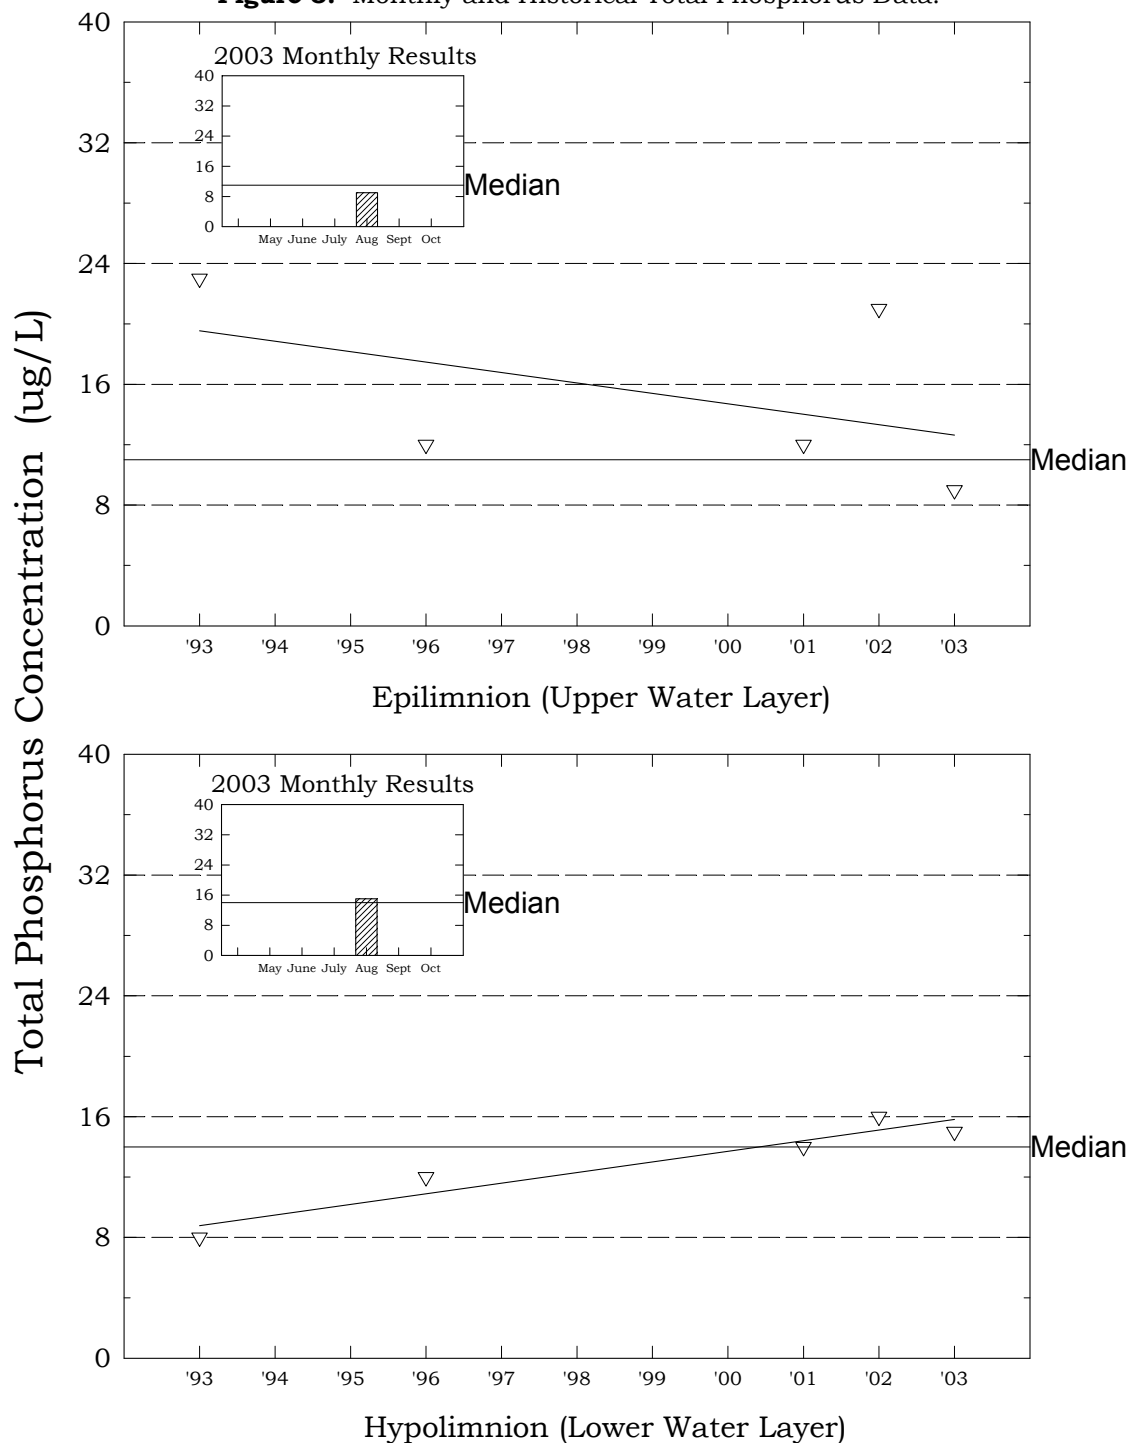 Figure 8. Monthly and Historical Total Phosphorus Data.
Total Phosphorus Concentration (ug/L)
40
32
24
16
8
0
2003 Monthly Results
40
32
24
16
8
0
May June July Aug Sept Oct
Median
Median
'93 '94 '95 '96 '97 '98 '99 '00 '01 '02 '03
Epilimnion (Upper Water Layer)
40
32
24
16
8
0
2003 Monthly Results
40
32
24
16
8
0
May June July Aug Sept Oct
Median
Median
'93 '94 '95 '96 '97 '98 '99 '00 '01 '02 '03
Hypolimnion (Lower Water Layer)